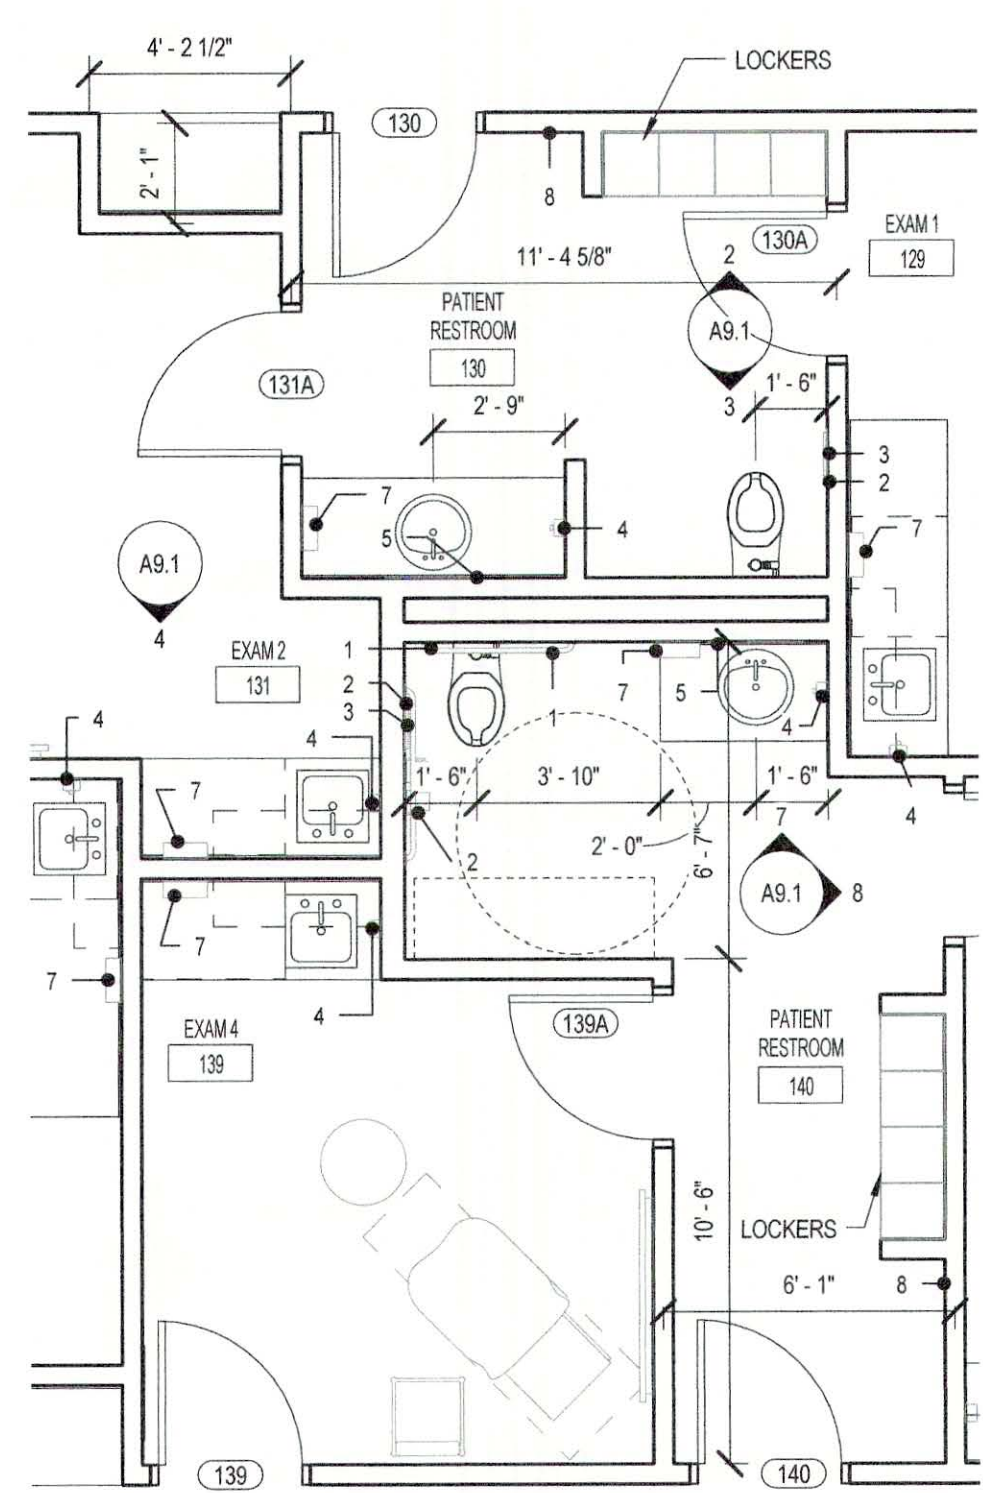 4' - 2 1/2"
LOCKERS
130
2' - 1"
8
130A
EXAM 1
129
2
11' - 4 5/8"
PATIENT
RESTROOM
130
A9.1
3
1' - 6"
131A
2' - 9"
3
2
7
5
4
7
A9.1
4
1
2
3
EXAM 2
131
1
7
5
4
4
4
7
1' - 6"
3' - 10"
1' - 6"
7
4
2' - 0"
6' - 7"
2
A9.1
8
7
7
4
EXAM 4
139
139A
PATIENT
RESTROOM
140
10' - 6"
LOCKERS
6' - 1"
8
139
140